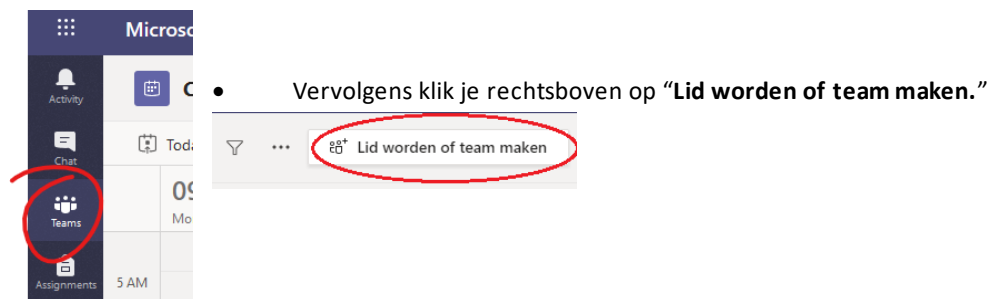 Microso
Activity
C
• Vervolgens klik je rechtsboven op “Lid worden of team maken.”
Toda
Chat
... Lid worden of team maken
09
Mo
Teams
Assignments
5 AM